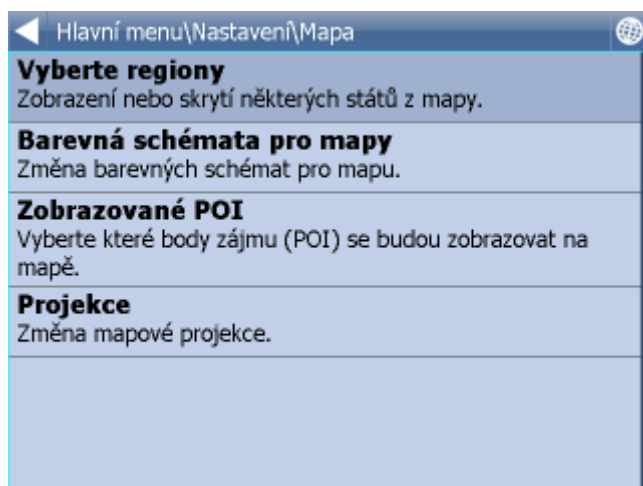 Hlavní menu\Nastavení\Mapa
Vyberte regiony
Zobrazení nebo skrytí některých států z mapy.
Barevná schémata pro mapy
Změna barevných schémat pro mapu.
Zobrazované POI
Vyberte které body zájmu (POI) se budou zobrazovat na
mapě.
Projekce
Změna mapové projekce.